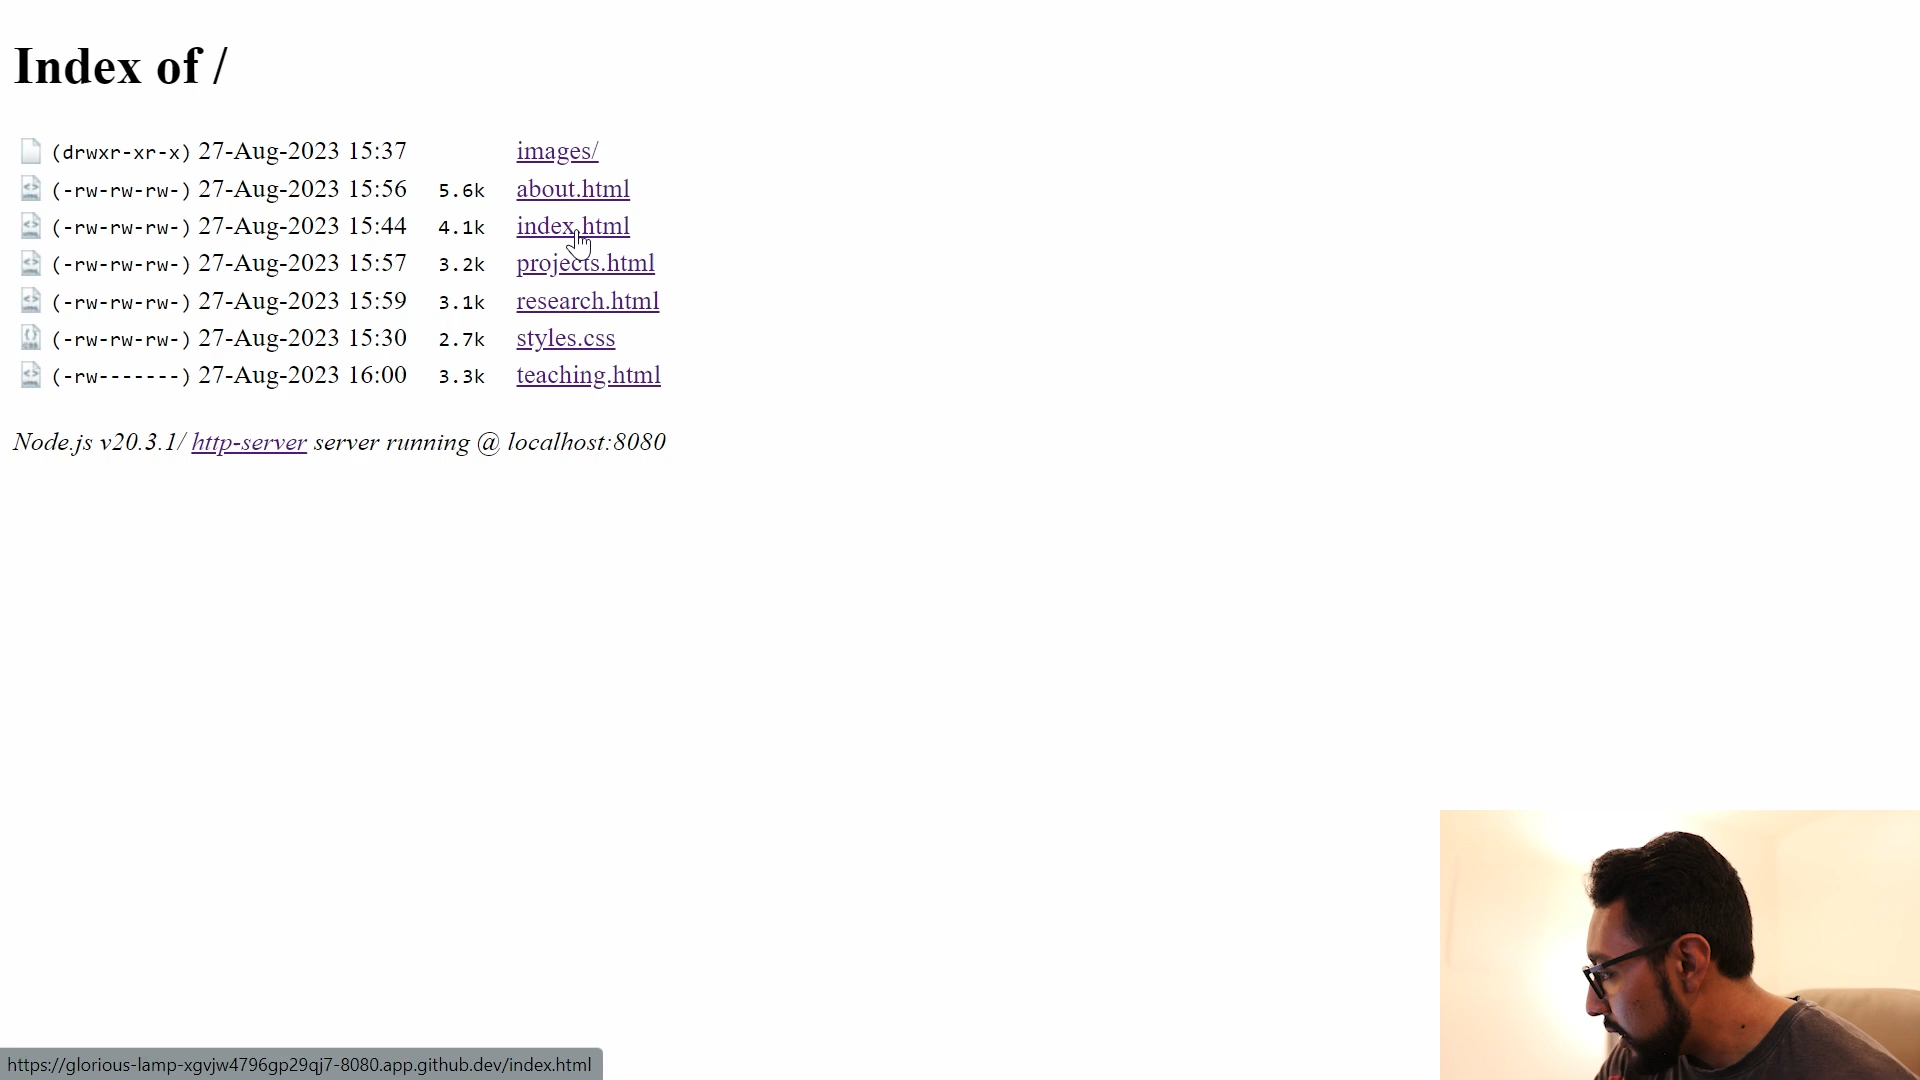 Index of /
(drwxr-xr-x) 27-Aug-2023 15:37 images/
(-rw-rw-rw-) 27-Aug-2023 15:56 5.6k about.html
(-rw-rw-rw-) 27-Aug-2023 15:44 4.1k index.html
(-rw-rw-rw-) 27-Aug-2023 15:57 3.2k projects.html
(-rw-rw-rw-) 27-Aug-2023 15:59 3.1k research.html
(-rw-rw-rw-) 27-Aug-2023 15:30 2.7k styles.css
(-rw-------) 27-Aug-2023 16:00 3.3k teaching.html
Node.js v20.3.1/ http-server server running @ localhost:8080
https://glorious-lamp-xgvjw4796gp29qj7-8080.app.github.dev/index.html